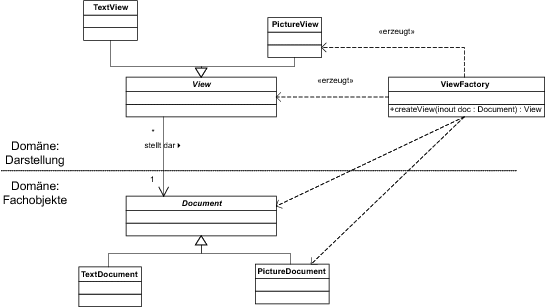 TextView
PictureView
«erzeugt»
«erzeugt»
View
ViewFactory
+createView(inout doc : Document) : View
*
stellt dar
Domäne:
Darstellung
1
Domäne:
Fachobjekte
Document
TextDocument
PictureDocument